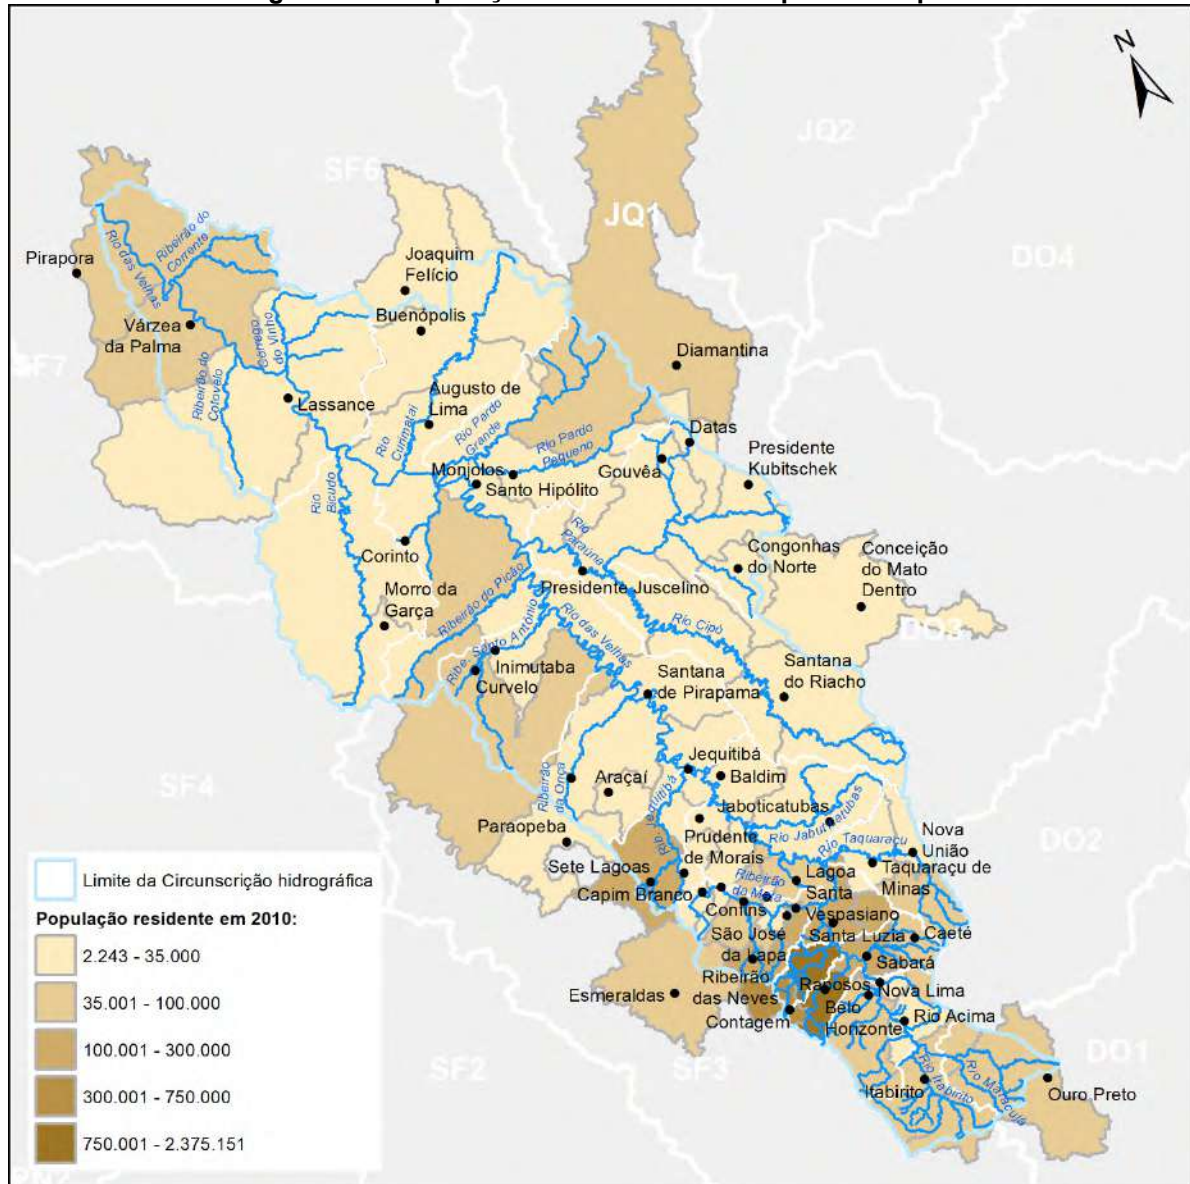 N
JQ2
SF6
JQ1
DO4
Pirapora
Rio das Velhas
Ribeirão do
Corrente
Joaquim
Felício
Várzea
da Palma
Córrego
do Vinho
Buenópolis
SF7
Diamantina
Ribeirão do
Cotovelo
Lassance
Augusto de
Lima
Rio
Curimataí
Rio Pardo
Grande
Rio Pardo
Pequeno
Datas
Presidente
Kubitschek
Gouvêa
Monjolos
Santo Hipólito
Rio
Bicudo
Rio
Paraúna
Corinto
Congonhas
do Norte
Conceição
do Mato
Dentro
Presidente Juscelino
Morro da
Garça
Ribeirão do Picão
DO3
Ribe. Santo Antônio
Rio das Velhas
Rio Cipó
Inimutaba
Curvelo
Santana
de Pirapama
Santana
do Riacho
SF4
Jequitibá
Baldim
Ribeirão
da Onça
Araçaí
Rib. Jequitibá
Jaboticatubas
Rio Jabuticatubas
Rio Taquaraçu
DO2
Paraopeba
Prudente
de Morais
Nova
União
Taquaraçu de
Minas
Sete Lagoas
Capim Branco
Ribeirão
da Mata
Lagoa
Santa
Confins
Vespasiano
São José
da Lapa
Santa Luzia
Caeté
Sabará
Ribeirão
das Neves
Raposos
Nova Lima
Esmeraldas
Contagem
Belo
Horizonte
Rio Acima
SF2
SF3
DO1
Itabirito
Rio Itabirito
Rio Maracujá
Ouro Preto
Limite da Circunscrição hidrográfica
População residente em 2010:
2.243 - 35.000
35.001 - 100.000
100.001 - 300.000
300.001 - 750.000
750.001 - 2.375.151